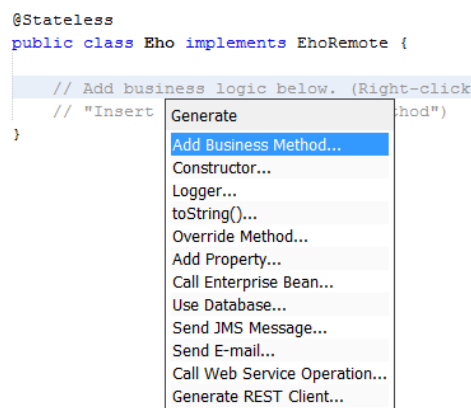 @Stateless
public class Eho implements EhoRemote {
// Add business logic below. (Right-click
// "Insert hod")
}
Generate
Add Business Method...
Constructor...
Logger...
toString()...
Override Method...
Add Property...
Call Enterprise Bean...
Use Database...
Send JMS Message...
Send E-mail...
Call Web Service Operation...
Generate REST Client...